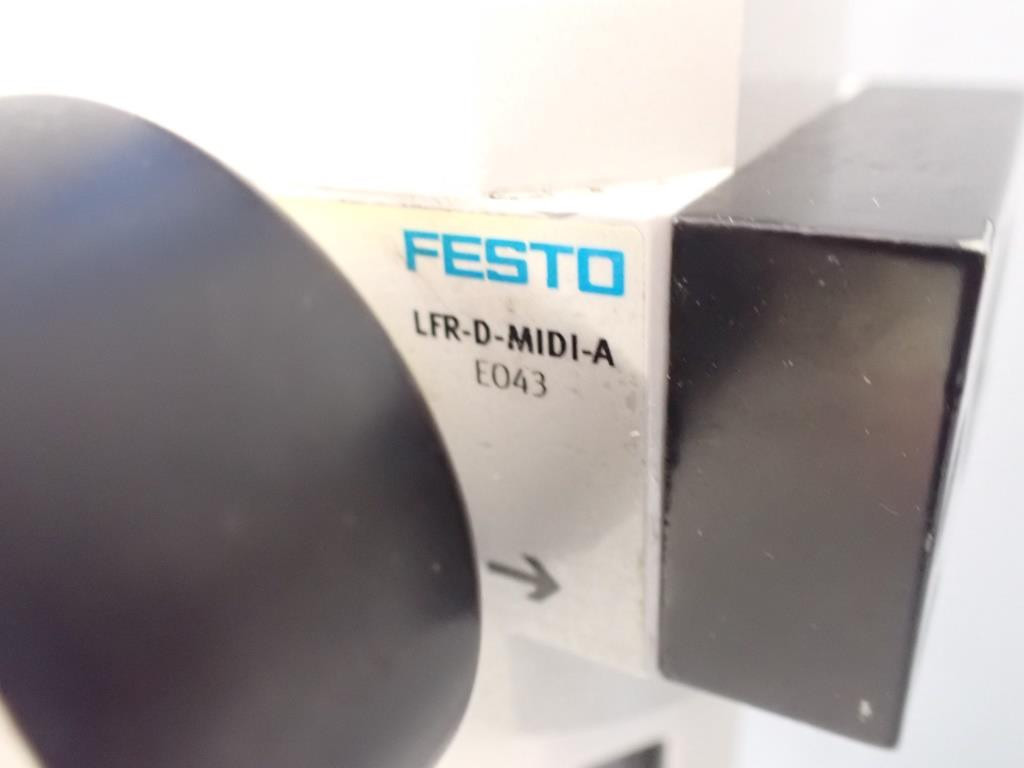 FESTO
LFR-D-MIDI-A
E043